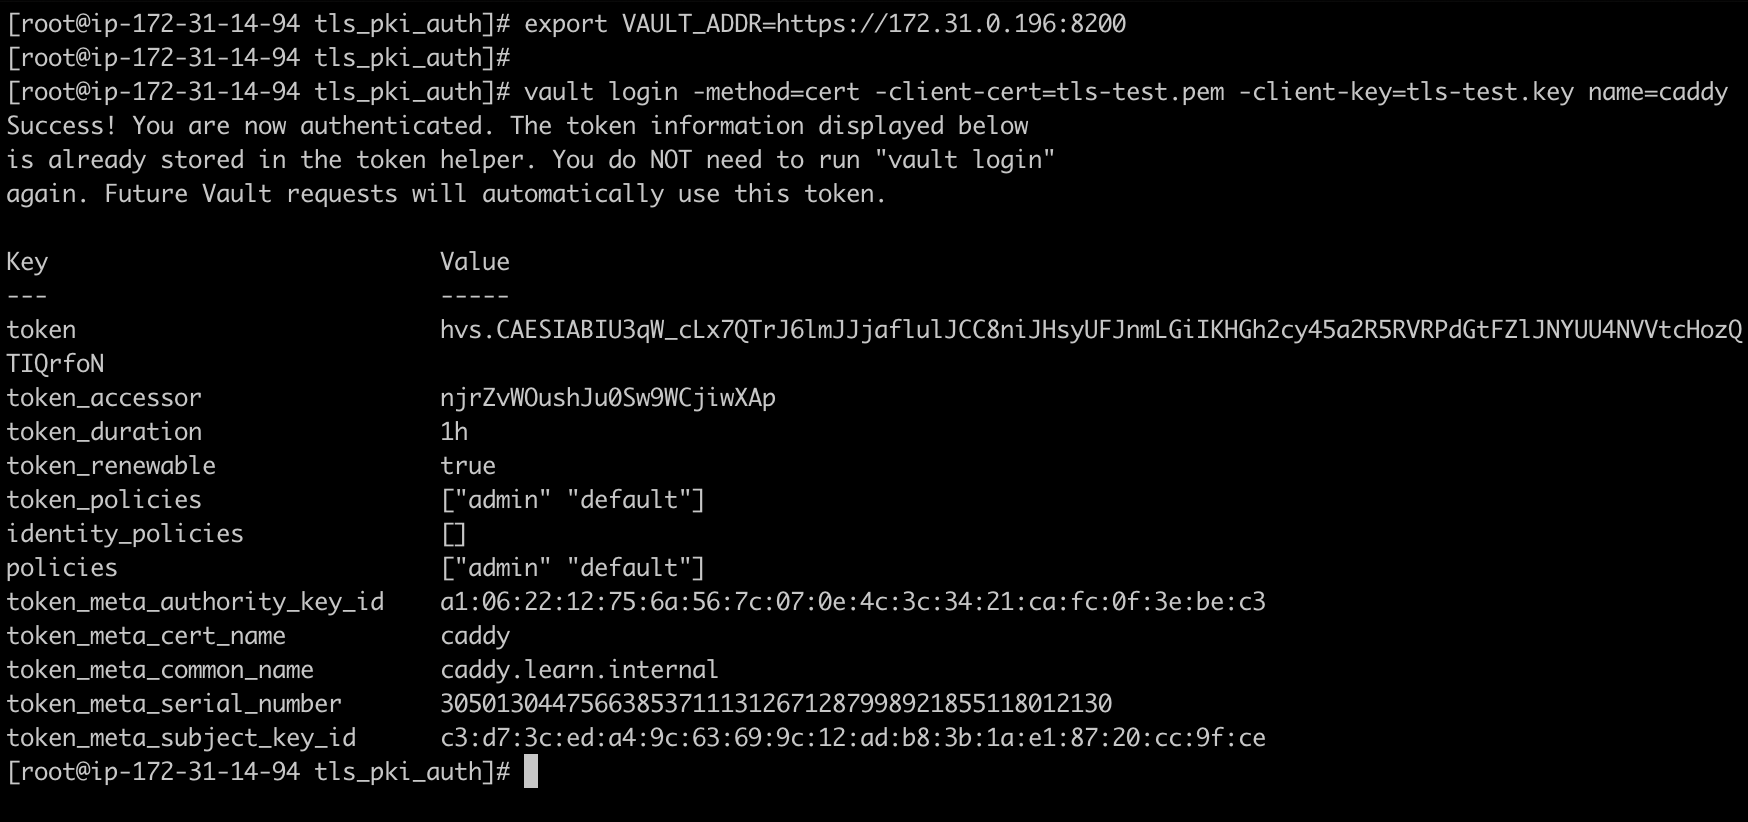 [root@ip-172-31-14-94 tls_pki_auth]# export VAULT_ADDR=https://172.31.0.196:8200
[root@ip-172-31-14-94 tls_pki_auth]#
[root@ip-172-31-14-94 tls_pki_auth]# vault login -method=cert -client-cert=tls-test.pem -client-key=tls-test.key name=caddy
Success! You are now authenticated. The token information displayed below
is already stored in the token helper. You do NOT need to run "vault login"
again. Future Vault requests will automatically use this token.
Key                            Value
---                            -----
token                          hvs.CAESIABIU3qW_cLx7QTrJ6lmJJjaflulJCC8niJHsyUFJnmLGiIKHGh2cy45a2R5RVRPdGtFZlJNYUU4NVVtcHozQ
TIQrfoN
token_accessor                 njrZvWOushJu0Sw9WCjiwXAp
token_duration                 1h
token_renewable                true
token_policies                 ["admin" "default"]
identity_policies              []
policies                       ["admin" "default"]
token_meta_authority_key_id    a1:06:22:12:75:6a:56:7c:07:0e:4c:3c:34:21:ca:fc:0f:3e:be:c3
token_meta_cert_name           caddy
token_meta_common_name         caddy.learn.internal
token_meta_serial_number       305013044756638537111312671287998921855118012130
token_meta_subject_key_id      c3:d7:3c:ed:a4:9c:63:69:9c:12:ad:b8:3b:1a:e1:87:20:cc:9f:ce
[root@ip-172-31-14-94 tls_pki_auth]#